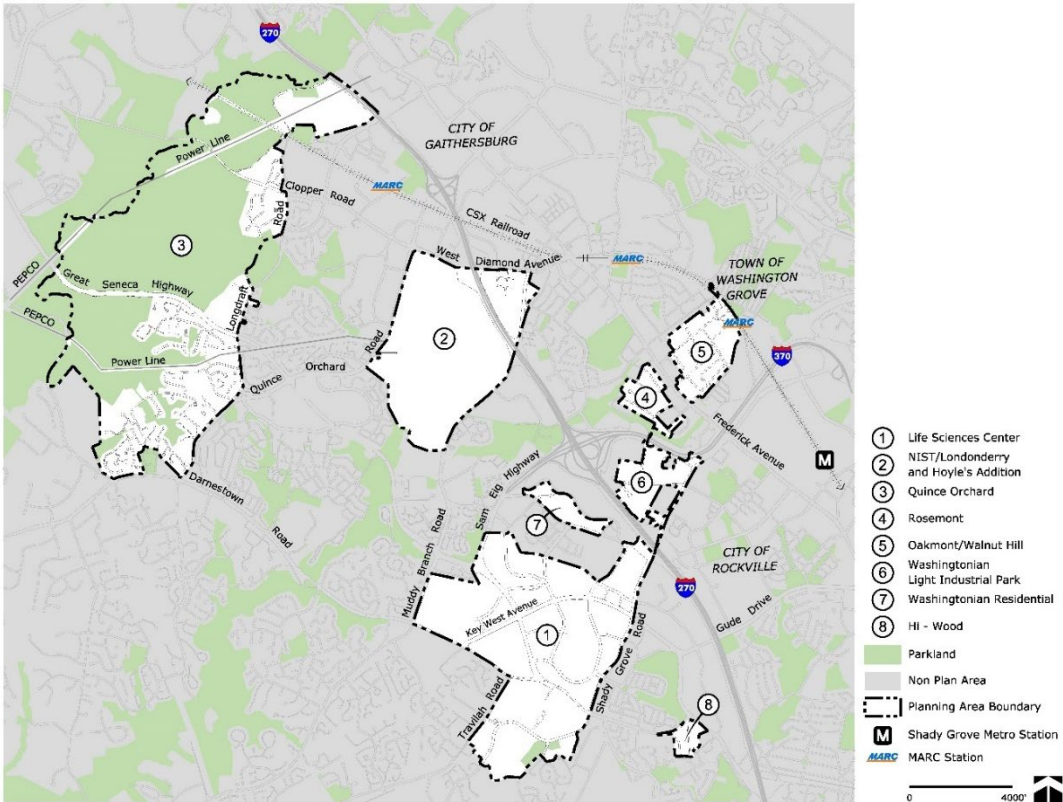 270
CITY OF
GAITHERSBURG
Power Line
MARC
Clopper Road
CSX Railroad
Road
West Diamond Avenue
MARC
TOWN OF
WASHINGTON
GROVE
MARC
3
PEPCO
Great Seneca Highway
Longdraft
PEPCO
Power Line
2
Road
Quince Orchard
5
370
4
Frederick Avenue
M
Darnestown Road
Sam Eig Highway
6
7
Muddy Branch Road
CITY OF
ROCKVILLE
270
Gude Drive
Key West Avenue
1
Shady Grove Road
Travilah Road
8
1 Life Sciences Center
2 NIST/Londonderry
and Hoyle's Addition
3 Quince Orchard
4 Rosemont
5 Oakmont/Walnut Hill
6 Washingtonian
Light Industrial Park
7 Washingtonian Residential
8 Hi - Wood
Parkland
Non Plan Area
Planning Area Boundary
M Shady Grove Metro Station
MARC MARC Station
0 4000'